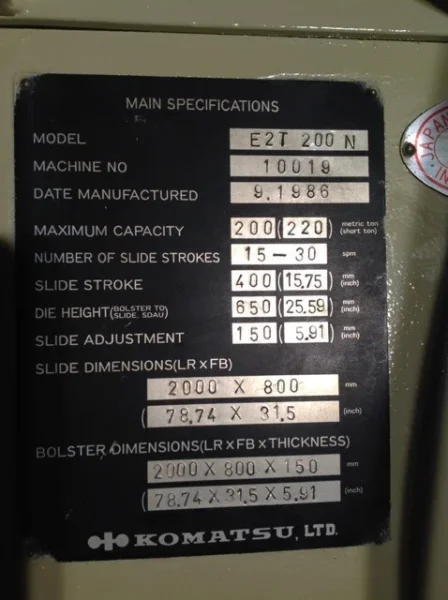 MAIN SPECIFICATIONS
MODEL E2T 200 N
MACHINE NO 10019
DATE MANUFACTURED 9.1986
MAXIMUM CAPACITY 200 (220) metric ton (short ton)
NUMBER OF SLIDE STROKES 15-30 spm
SLIDE STROKE 400 (15.75) mm (inch)
DIE HEIGHT (BOLSTER TO SLIDE. SDAU) 650 (25.59) mm (inch)
SLIDE ADJUSTMENT 150 (5.91) mm (inch)
SLIDE DIMENSIONS(LR x FB)
2000 X 800 mm
(78.74 X 31.5 (inch)
BOLSTER DIMENSIONS(LR x FB x THICKNESS)
2000 X 800 X 150 mm
(78.74 X 31.5 X 5.91 (inch)
KOMATSU, LTD.
JAPAN
IN